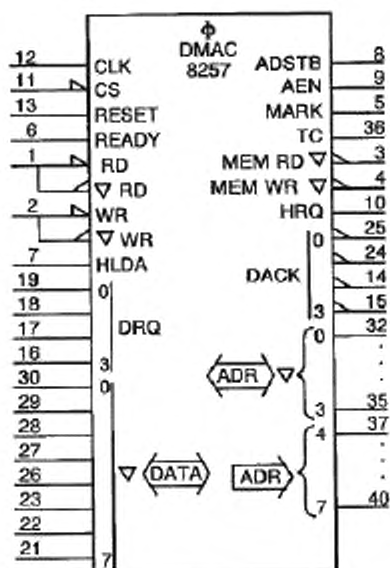 Φ
DMAC
8257
12 CLK
11 CS
13 RESET
6 READY
1 RD
RD
2 WR
WR
7 HLDA
19 0
18
17 DRQ
16 3
30 0
29
28
27
26 DATA
23
22
21 7
ADSTB 8
AEN 9
MARK 5
TC 36
MEM RD 3
MEM WR 4
HRQ 10
0 25
24
DACK 14
3 15
0 32
ADR
3 35
4 37
ADR
7 40